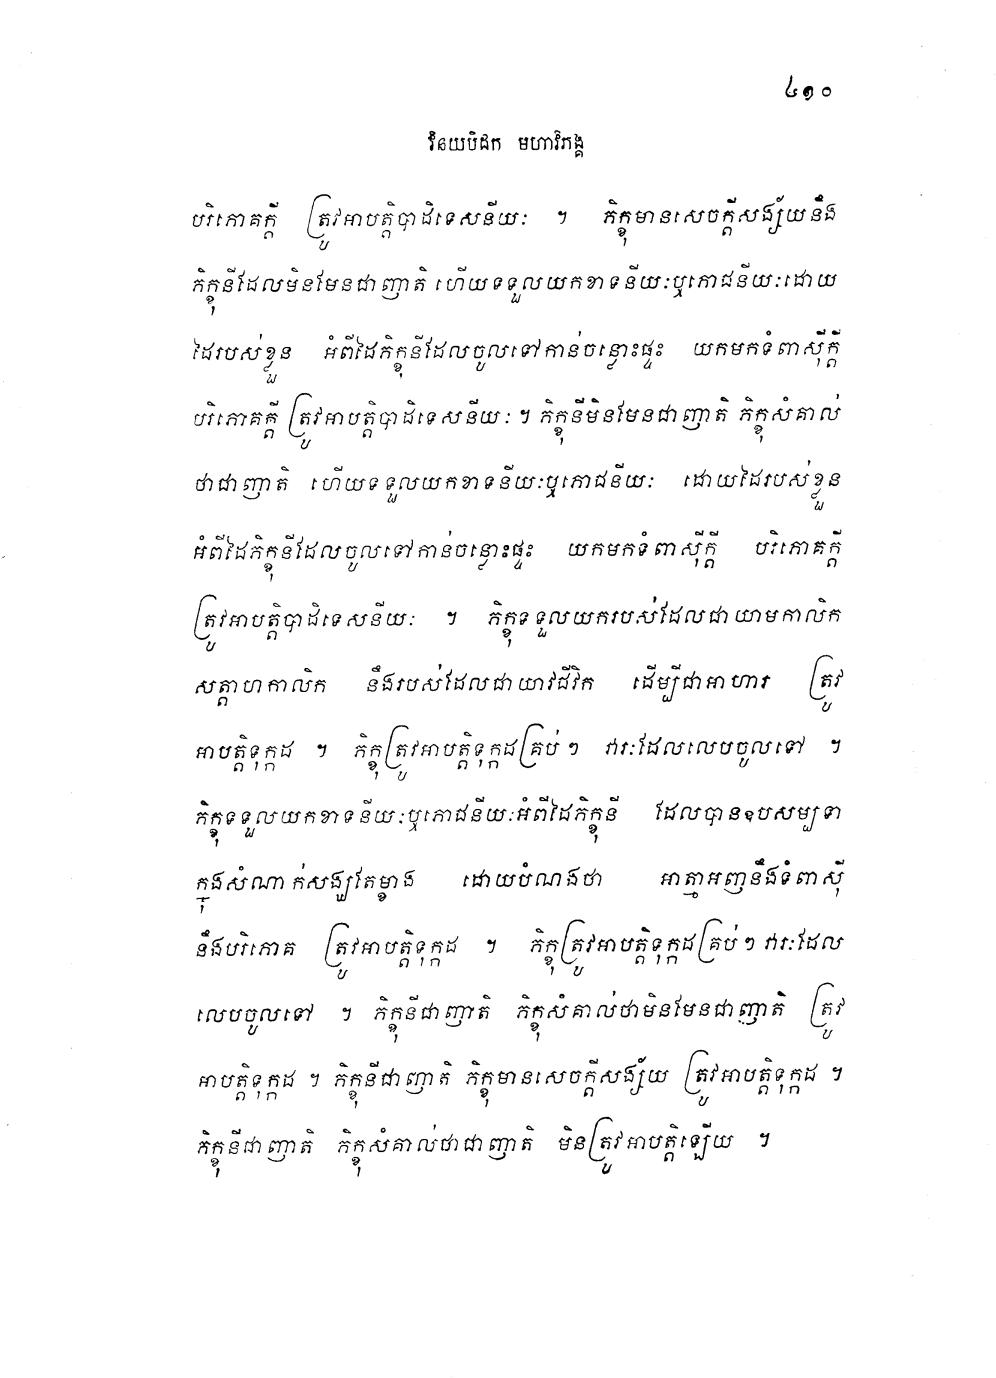 ៤១០
វិនយបិដក មហាវិភង្គ
បរិភោគក្តី ត្រូវអាបត្តិបាដិទេសនីយៈ ។ ភិក្ខុមានសេចក្តីសង្ស័យនឹង
ភិក្ខុនីដែលមិនមែនជាញាតិ ហើយទទួលយកខាទនីយៈឬភោជនីយៈដោយ
ដៃរបស់ខ្លួន អំពីដៃភិក្ខុនីដែលចូលទៅកាន់ចន្លោះផ្ទះ យកមកទំពាស៊ីក្តី
បរិភោគក្តី ត្រូវអាបត្តិបាដិទេសនីយៈ ។ ភិក្ខុនីមិនមែនជាញាតិ ភិក្ខុសំគាល់
ថាជាញាតិ ហើយទទួលយកខាទនីយៈឬភោជនីយៈ ដោយដៃរបស់ខ្លួន
អំពីដៃភិក្ខុនីដែលចូលទៅកាន់ចន្លោះផ្ទះ យកមកទំពាស៊ីក្តី បរិភោគក្តី
ត្រូវអាបត្តិបាដិទេសនីយៈ ។ ភិក្ខុទទួលយករបស់ដែលជាយាមកាលិក
សត្តាហកាលិក នឹងរបស់ដែលជាយាវជីវិក ដើម្បីជាអាហារ ត្រូវ
អាបត្តិទុក្កដ ។ ភិក្ខុត្រូវអាបត្តិទុក្កដគ្រប់ៗ វារៈដែលលេបចូលទៅ ។
ភិក្ខុទទួលយកខាទនីយៈឬភោជនីយៈអំពីដៃភិក្ខុនី ដែលបានឧបសម្បទា
ក្នុងសំណាក់សង្ឃតែម្ខាង ដោយបំណងថា អាត្មាអញនឹងទំពាស៊ី
នឹងបរិភោគ ត្រូវអាបត្តិទុក្កដ ។ ភិក្ខុត្រូវអាបត្តិទុក្កដគ្រប់ៗ វារៈដែល
លេបចូលទៅ ។ ភិក្ខុនីជាញាតិ ភិក្ខុសំគាល់ថាមិនមែនជាញាតិ ត្រូវ
អាបត្តិទុក្កដ ។ ភិក្ខុនីជាញាតិ ភិក្ខុមានសេចក្តីសង្ស័យ ត្រូវអាបត្តិទុក្កដ ។
ភិក្ខុនីជាញាតិ ភិក្ខុសំគាល់ថាជាញាតិ មិនត្រូវអាបត្តិឡើយ ។